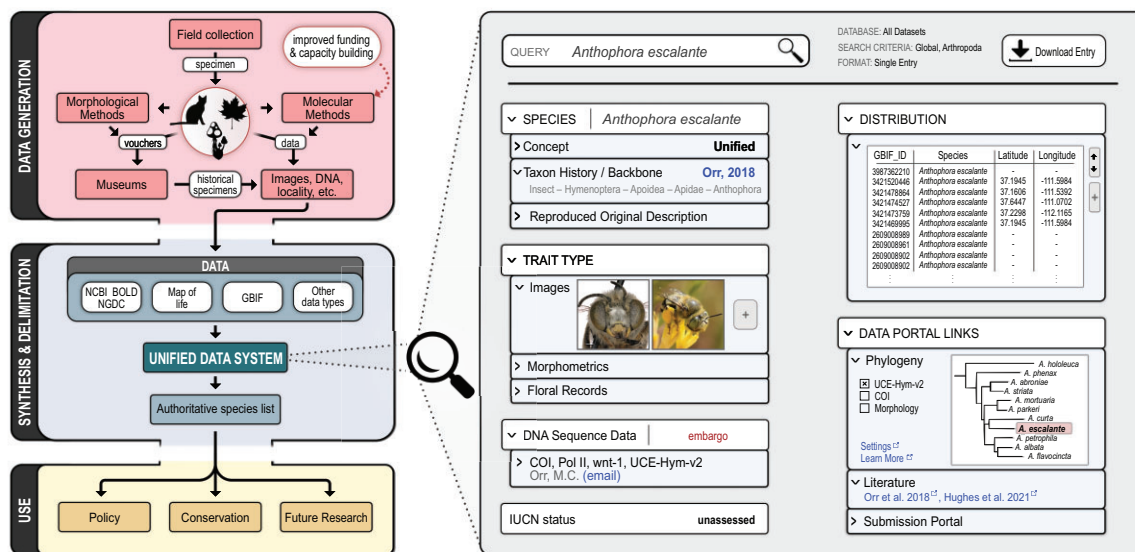 DATA GENERATION
Field collection
specimen
improved funding
& capacity building
Morphological
Methods
Molecular
Methods
vouchers
data
Museums
historical
specimens
Images, DNA,
locality, etc.
SYNTHESIS & DELIMITATION
DATA
NCBI BOLD
NGDC
Map of
life
GBIF
Other
data types
UNIFIED DATA SYSTEM
Authoritative species list
USE
Policy
Conservation
Future Research
QUERY Anthophora escalante
DATABASE: All Datasets
SEARCH CRITERIA: Global, Arthropoda
FORMAT: Single Entry
Download Entry
SPECIES Anthophora escalante
Concept Unified
Taxon History / Backbone Orr, 2018
Insect – Hymenoptera – Apoidea – Apidae – Anthophora
Reproduced Original Description
TRAIT TYPE
Images
+
Morphometrics
Floral Records
DNA Sequence Data embargo
COI, Pol II, wnt-1, UCE-Hym-v2
Orr, M.C. (email)
IUCN status unassessed
DISTRIBUTION
GBIF_ID Species Latitude Longitude
3987362210 Anthophora escalante - -
3421520446 Anthophora escalante 37.1945 -111.5984
3421478864 Anthophora escalante 37.1606 -111.5392
3421474527 Anthophora escalante 37.6447 -111.0702
3421473759 Anthophora escalante 37.2298 -112.1165
3421469995 Anthophora escalante 37.1945 -111.5984
2609008989 Anthophora escalante - -
2609008961 Anthophora escalante - -
2609008902 Anthophora escalante - -
2609008902 Anthophora escalante - -
: : : :
+
DATA PORTAL LINKS
Phylogeny
UCE-Hym-v2
COI
Morphology
Settings
Learn More
A. hololeuca
A. phenax
A. abroniae
A. striata
A. mortuaria
A. parkeri
A. curta
A. escalante
A. petrophila
A. albata
A. flavocincta
Literature
Orr et al. 2018, Hughes et al. 2021
Submission Portal